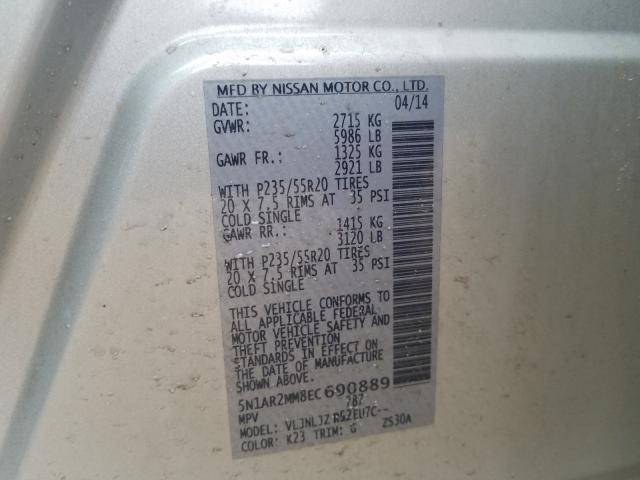 MFD BY NISSAN MOTOR CO., LTD.
DATE: 04/14
GVWR: 2715 KG
5986 LB
GAWR FR.: 1325 KG
2921 LB
WITH P235/55R20 TIRES
20 X 7.5 RIMS AT 35 PSI
COLD SINGLE
GAWR RR.: 1415 KG
3120 LB
WITH P235/55R20 TIRES
20 X 7.5 RIMS AT 35 PSI
COLD SINGLE
THIS VEHICLE CONFORMS TO
ALL APPLICABLE FEDERAL
MOTOR VEHICLE SAFETY AND
THEFT PREVENTION
STANDARDS IN EFFECT ON
THE DATE OF MANUFACTURE
SHOWN ABOVE.
5N1AR2MM8EC690889
MPV 787
MODEL: VLJNLJZ R52EU7C--
COLOR: K23 TRIM: G ZS30A